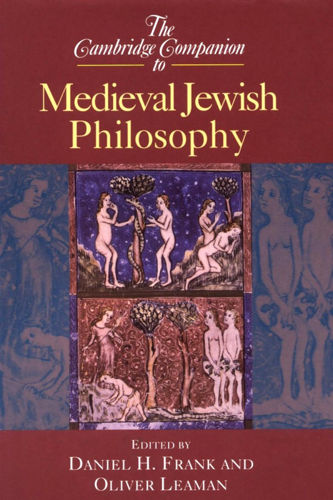 The
Cambridge Companion
to
Medieval Jewish
Philosophy
EDITED BY
DANIEL H. FRANK AND
OLIVER LEAMAN